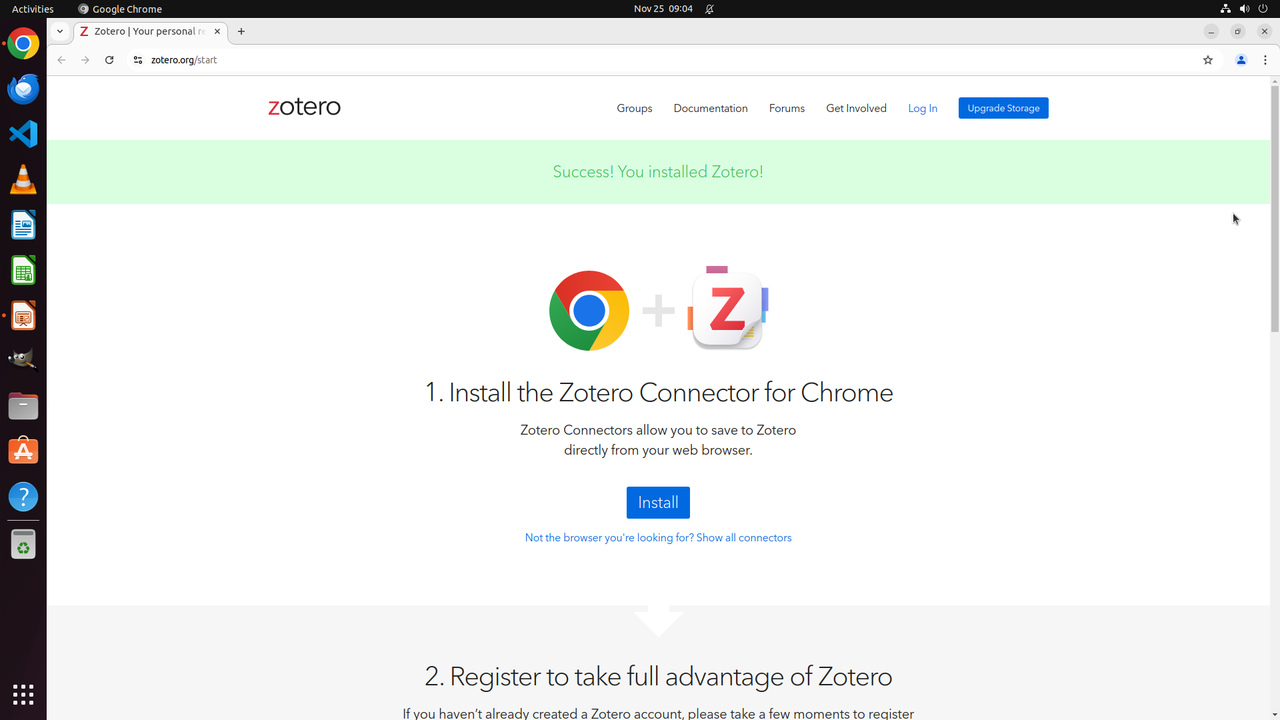 Activities
Google Chrome
Nov 25 09:04
Zotero | Your personal re
zotero.org/start
zotero
Groups
Documentation
Forums
Get Involved
Log In
Upgrade Storage
Success! You installed Zotero!
1. Install the Zotero Connector for Chrome
Zotero Connectors allow you to save to Zotero
directly from your web browser.
Install
Not the browser you're looking for? Show all connectors
2. Register to take full advantage of Zotero
If you haven't already created a Zotero account, please take a few moments to register